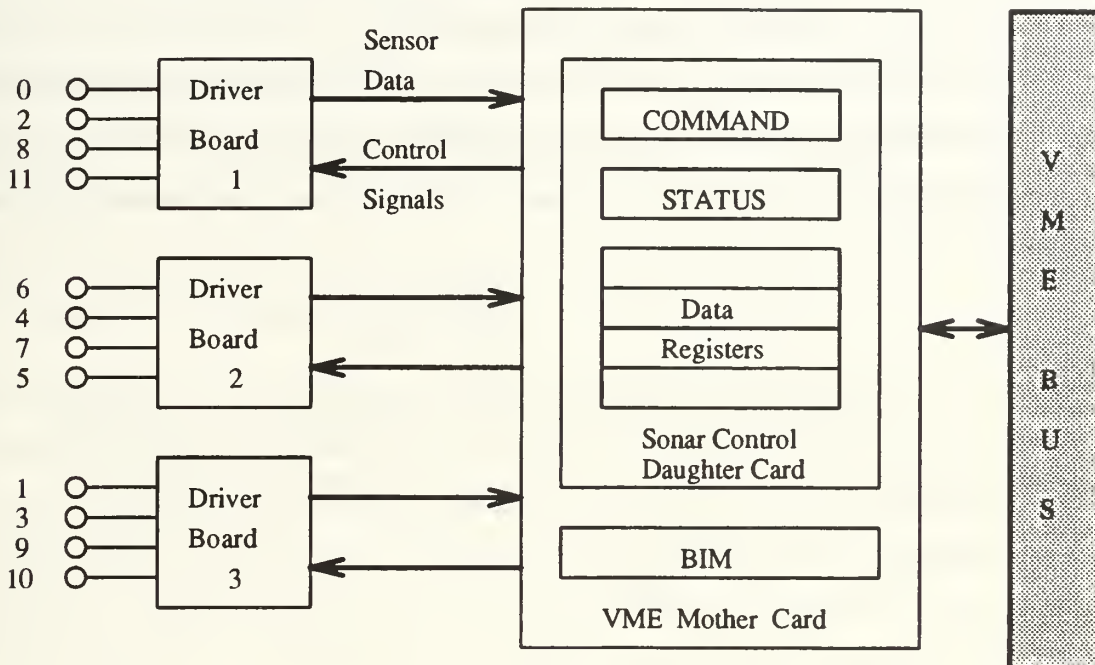 Sensor
Data
Control
Signals
0
2
8
11
Driver
Board
1
6
4
7
5
Driver
Board
2
1
3
9
10
Driver
Board
3
COMMAND
STATUS
Data
Registers
Sonar Control
Daughter Card
BIM
VME Mother Card
V
M
E
B
U
S